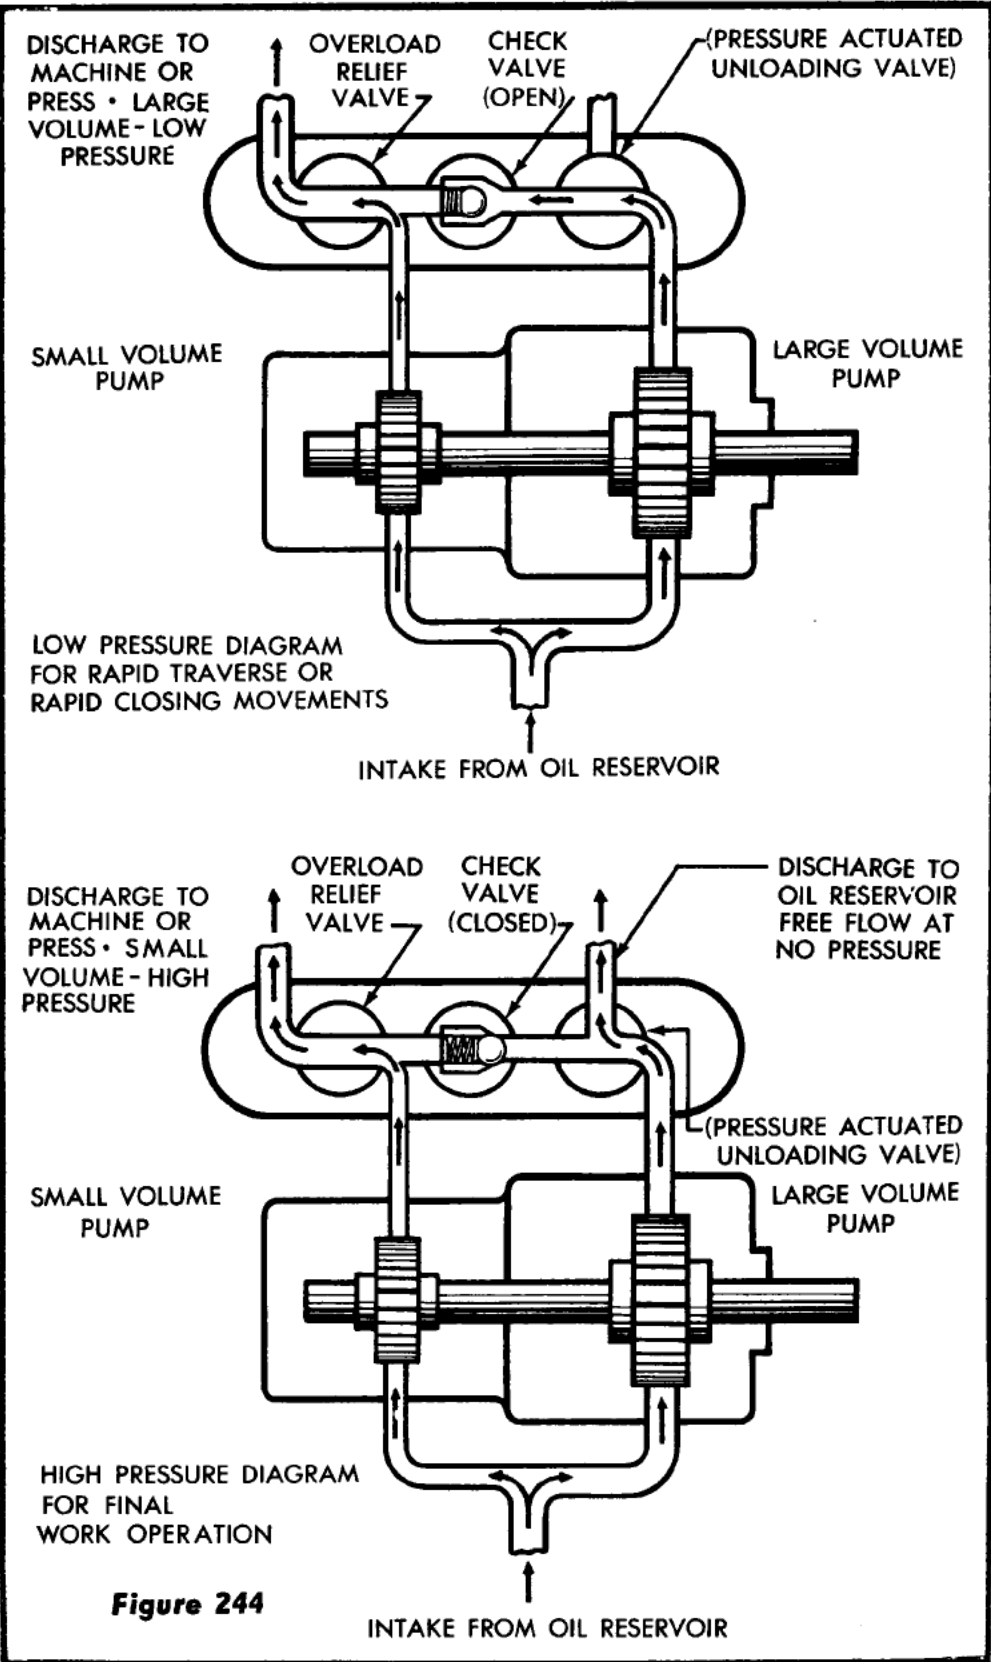 DISCHARGE TO
MACHINE OR
PRESS • LARGE
VOLUME - LOW
PRESSURE
OVERLOAD
RELIEF
VALVE
CHECK
VALVE
(OPEN)
(PRESSURE ACTUATED
UNLOADING VALVE)
SMALL VOLUME
PUMP
LARGE VOLUME
PUMP
LOW PRESSURE DIAGRAM
FOR RAPID TRAVERSE OR
RAPID CLOSING MOVEMENTS
INTAKE FROM OIL RESERVOIR
DISCHARGE TO
MACHINE OR
PRESS • SMALL
VOLUME - HIGH
PRESSURE
OVERLOAD
RELIEF
VALVE
CHECK
VALVE
(CLOSED)
DISCHARGE TO
OIL RESERVOIR
FREE FLOW AT
NO PRESSURE
(PRESSURE ACTUATED
UNLOADING VALVE)
SMALL VOLUME
PUMP
LARGE VOLUME
PUMP
HIGH PRESSURE DIAGRAM
FOR FINAL
WORK OPERATION
Figure 244
INTAKE FROM OIL RESERVOIR